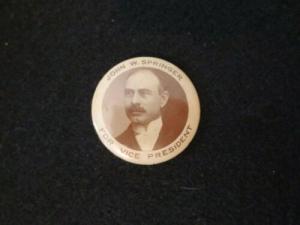 JOHN W. SPRINGER
FOR VICE PRESIDENT